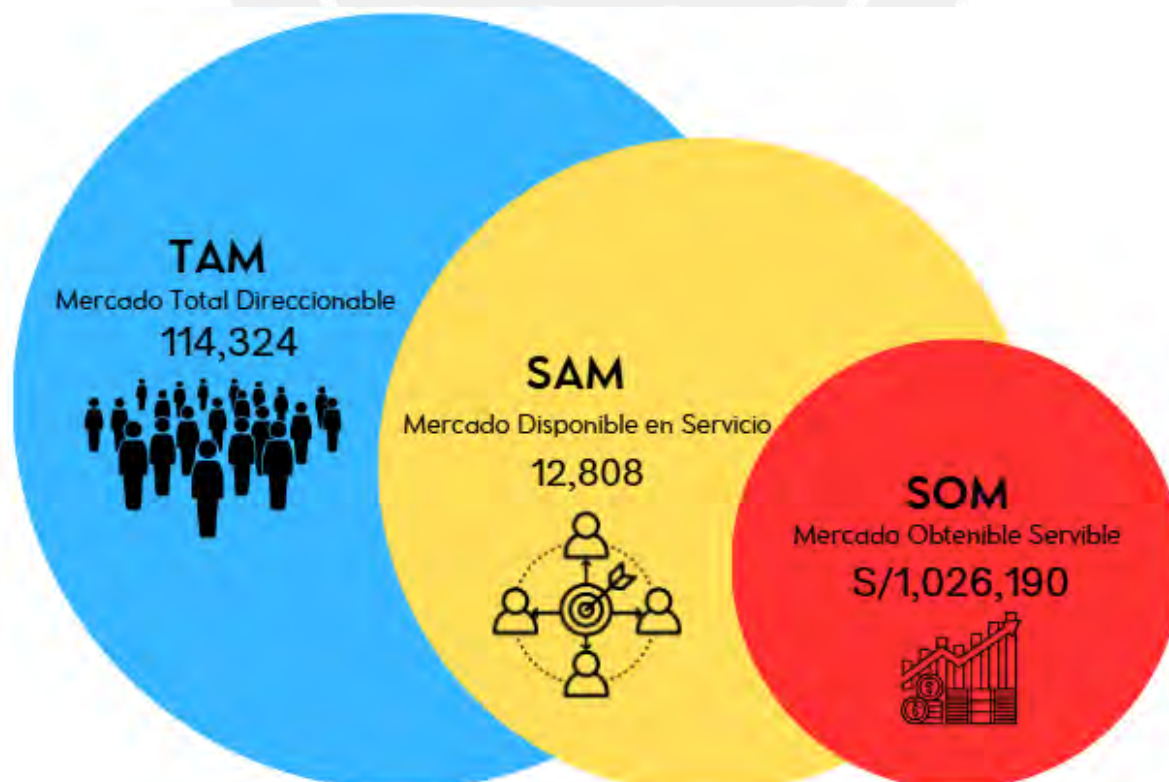 TAM
Mercado Total Direccionable
114,324
SAM
Mercado Disponible en Servicio
12,808
SOM
Mercado Obtenible Servible
S/1,026,190